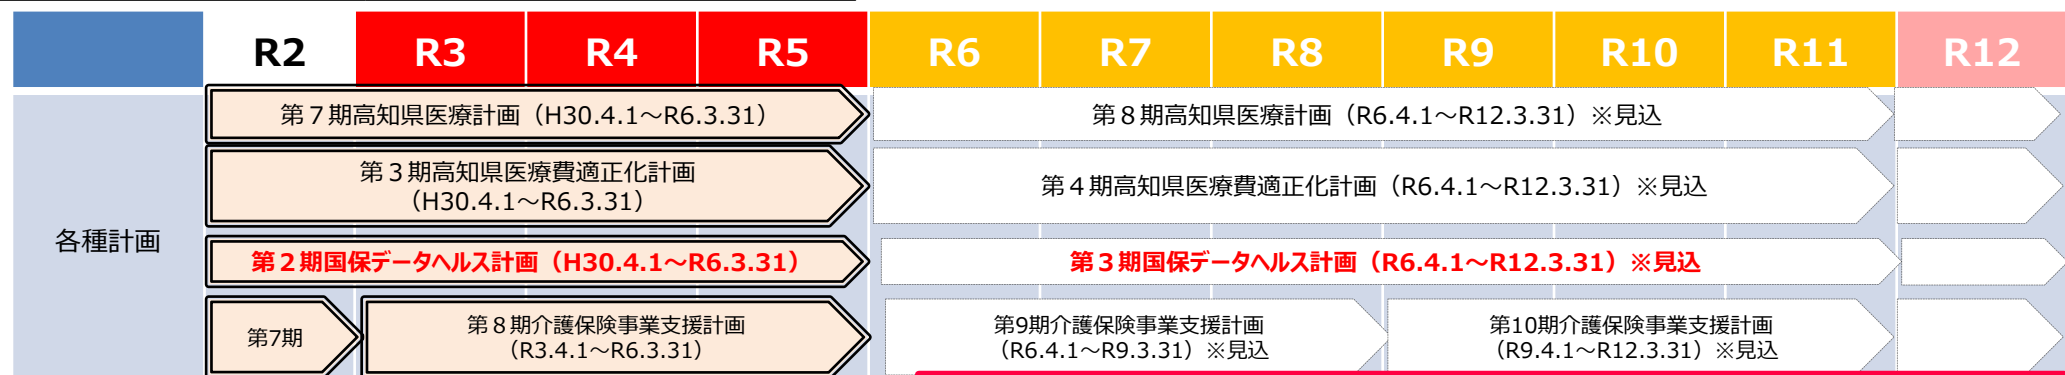 R2 R3 R4 R5 R6 R7 R8 R9 R10 R11 R12
各種計画
第７期高知県医療計画（H30.4.1～R6.3.31）
第８期高知県医療計画（R6.4.1～R12.3.31）※見込
第３期高知県医療費適正化計画
（H30.4.1～R6.3.31）
第４期高知県医療費適正化計画（R6.4.1～R12.3.31）※見込
第２期国保データヘルス計画（H30.4.1～R6.3.31）
第３期国保データヘルス計画（R6.4.1～R12.3.31）※見込
第7期
第８期介護保険事業支援計画
（R3.4.1～R6.3.31）
第9期介護保険事業支援計画
（R6.4.1～R9.3.31）※見込
第10期介護保険事業支援計画
（R9.4.1～R12.3.31）※見込